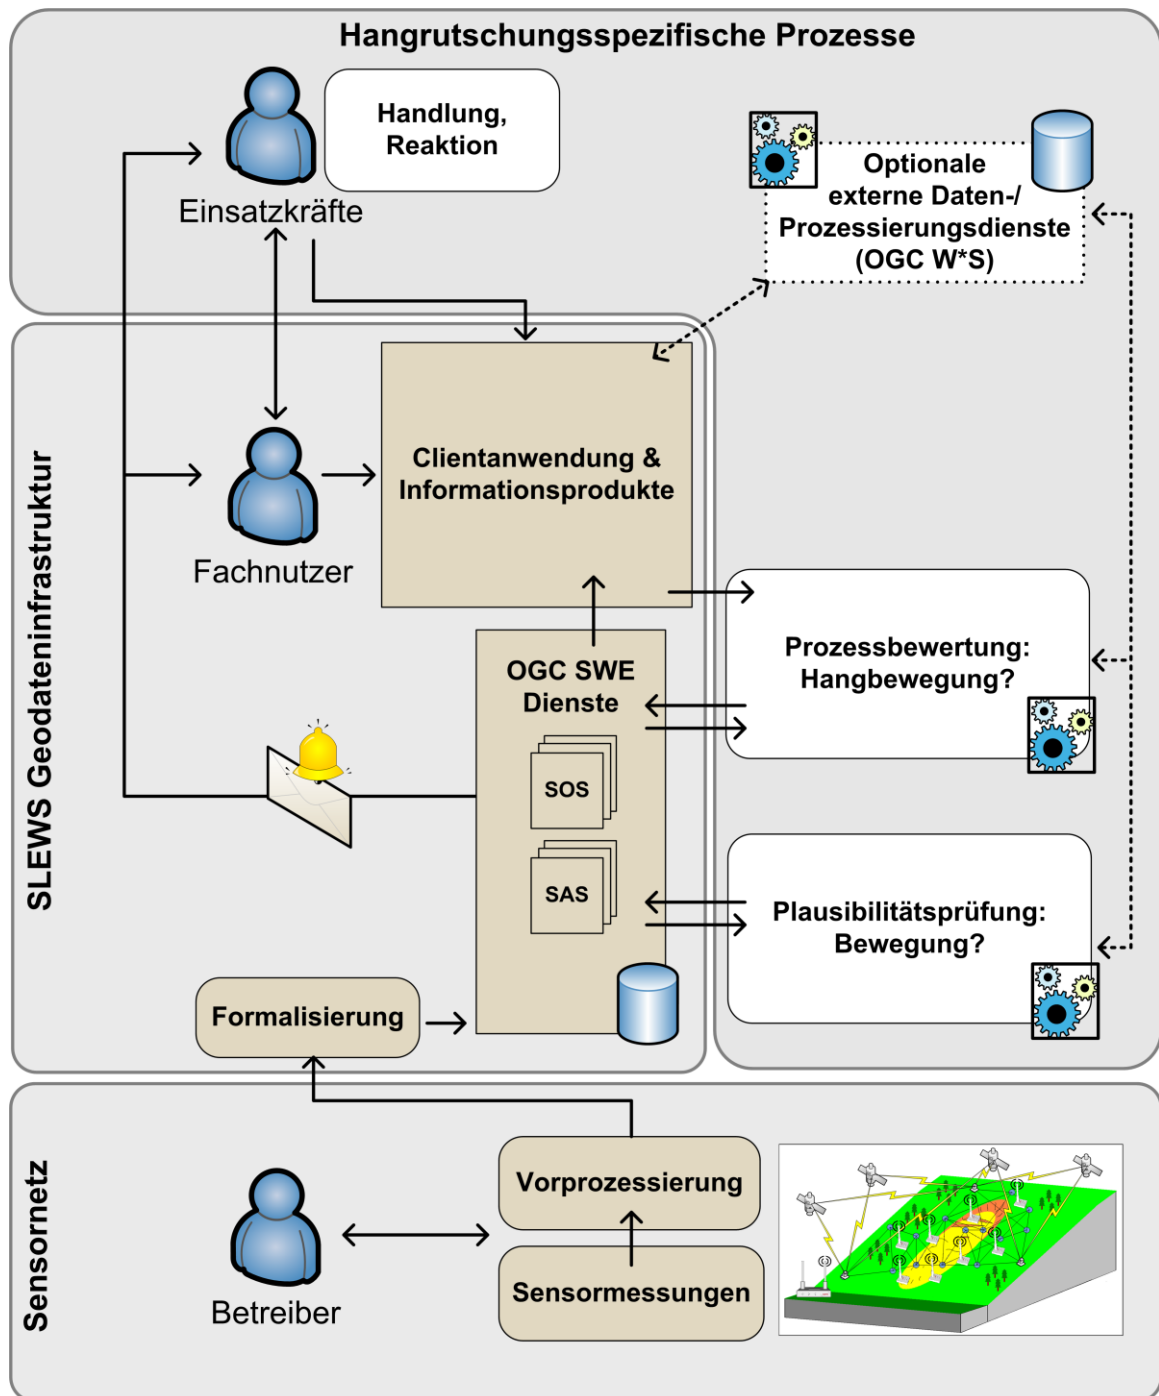 Hangrutschungsspezifische Prozesse
Handlung,
Reaktion
Einsatzkräfte
Optionale
externe Daten-/
Prozessierungsdienste
(OGC W*S)
SLEWS Geodateninfrastruktur
Clientanwendung &
Informationsprodukte
Fachnutzer
Prozessbewertung:
Hangbewegung?
OGC SWE
Dienste
SOS
SAS
Plausibilitätsprüfung:
Bewegung?
Formalisierung
Sensornetz
Vorprozessierung
Sensormessungen
Betreiber